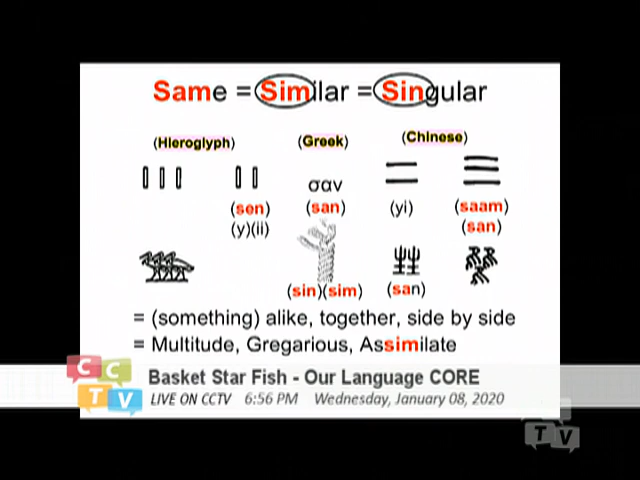 Same = Similar = Singular
(Hieroglyph) (Greek) (Chinese)
σαν
(sen) (san) (yi) (saam)
(y)(ii) (san)
(sin)(sim) (san)
= (something) alike, together, side by side
= Multitude, Gregarious, Assimilate
CCTV
Basket Star Fish - Our Language CORE
LIVE ON CCTV 6:56 PM Wednesday, January 08, 2020
TV